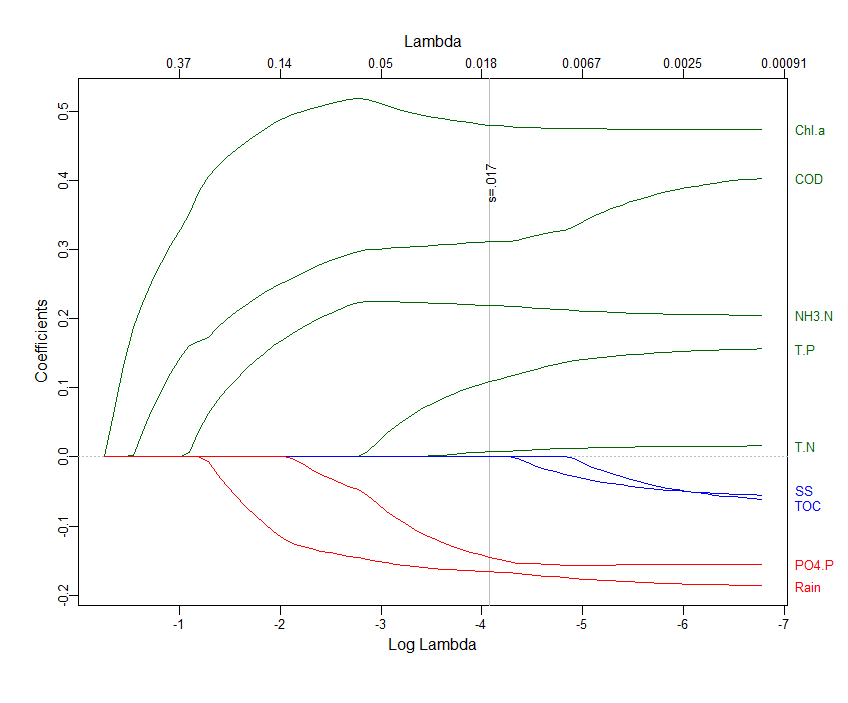 Lambda
0.37 0.14 0.05 0.018 0.0067 0.0025 0.00091
Coefficients
0.5
0.4
0.3
0.2
0.1
0.0
-0.1
-0.2
s=.017
Chl.a
COD
NH3.N
T.P
T.N
SS
TOC
PO4.P
Rain
-1 -2 -3 -4 -5 -6 -7
Log Lambda